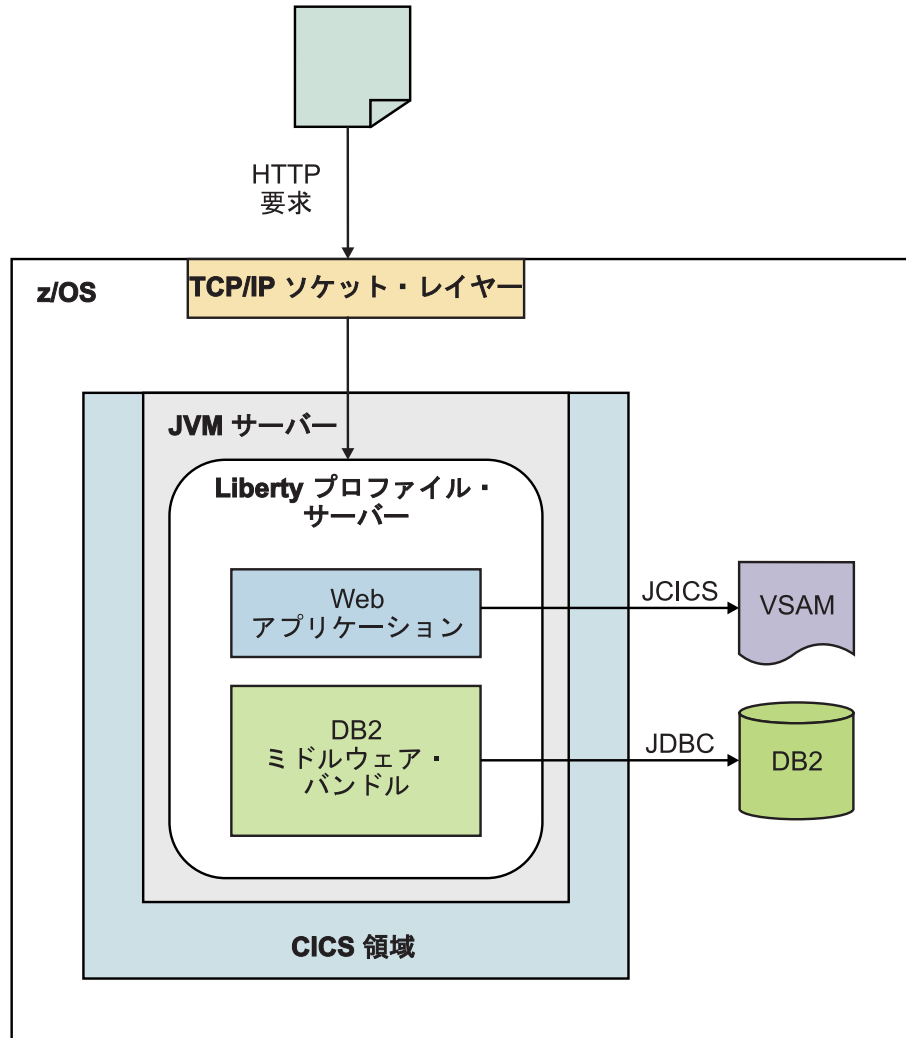 HTTP
要求
z/OS
TCP/IP ソケット・レイヤー
JVM サーバー
Liberty プロファイル・
サーバー
Web
アプリケーション
JCICS
VSAM
DB2
ミドルウェア・
バンドル
JDBC
DB2
CICS 領域